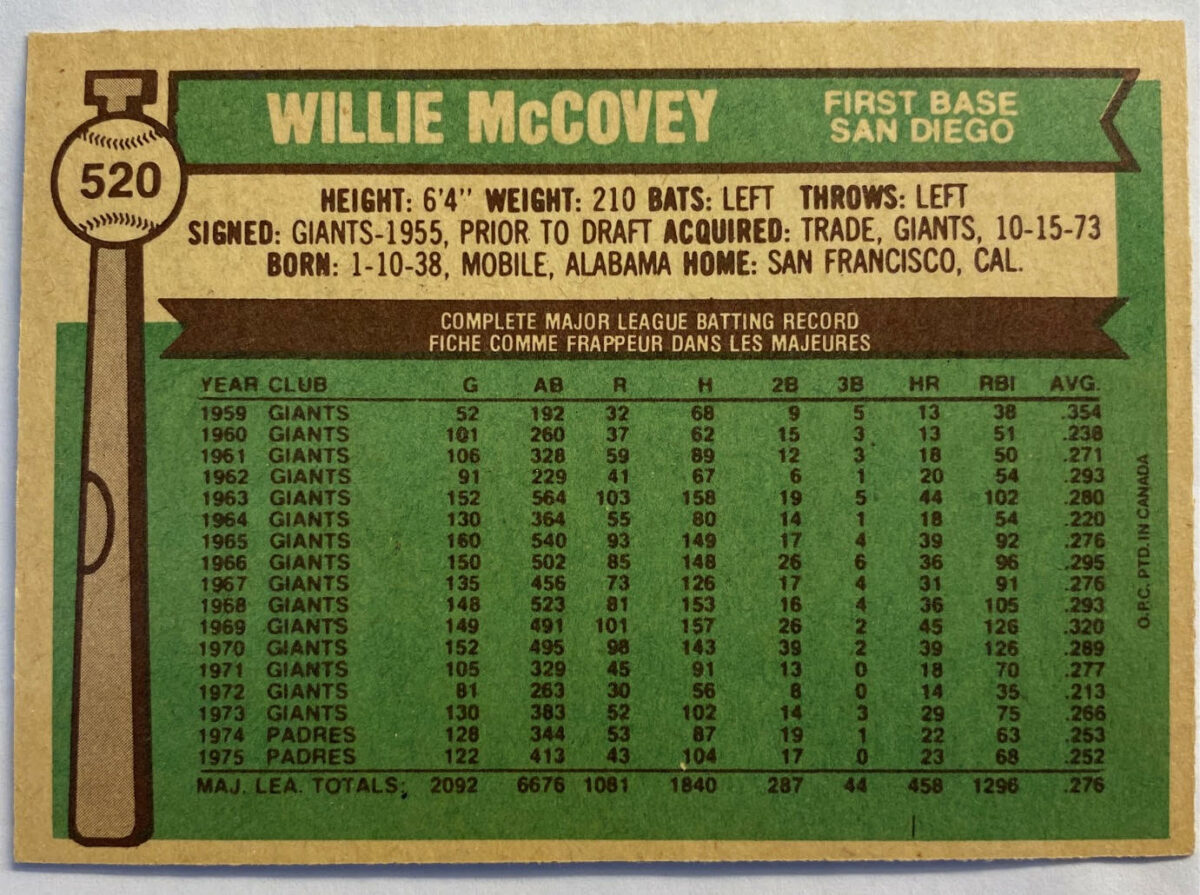 520
WILLIE McCOVEY
FIRST BASE
SAN DIEGO
HEIGHT: 6'4" WEIGHT: 210 BATS: LEFT THROWS: LEFT
SIGNED: GIANTS-1955, PRIOR TO DRAFT ACQUIRED: TRADE, GIANTS, 10-15-73
BORN: 1-10-38, MOBILE, ALABAMA HOME: SAN FRANCISCO, CAL.
COMPLETE MAJOR LEAGUE BATTING RECORD
FICHE COMME FRAPPEUR DANS LES MAJEURES
YEAR CLUB G AB R H 2B 3B HR RBI AVG.
1959 GIANTS 52 192 32 68 9 5 13 38 .354
1960 GIANTS 101 260 37 62 15 3 13 51 .238
1961 GIANTS 106 328 59 89 12 3 18 50 .271
1962 GIANTS 91 229 41 67 6 1 20 54 .293
1963 GIANTS 152 564 103 158 19 5 44 102 .280
1964 GIANTS 130 364 55 80 14 1 18 54 .220
1965 GIANTS 160 540 93 149 17 4 39 92 .276
1966 GIANTS 150 502 85 148 26 6 36 96 .295
1967 GIANTS 135 456 73 126 17 4 31 91 .276
1968 GIANTS 148 523 81 153 16 4 36 105 .293
1969 GIANTS 149 491 101 157 26 2 45 126 .320
1970 GIANTS 152 495 98 143 39 2 39 126 .289
1971 GIANTS 105 329 45 91 13 0 18 70 .277
1972 GIANTS 81 263 30 56 8 0 14 35 .213
1973 GIANTS 130 383 52 102 14 3 29 75 .266
1974 PADRES 128 344 53 87 19 1 22 63 .253
1975 PADRES 122 413 43 104 17 0 23 68 .252
MAJ. LEA. TOTALS: 2092 6676 1081 1840 287 44 458 1296 .276
O.P.C. PTD. IN CANADA